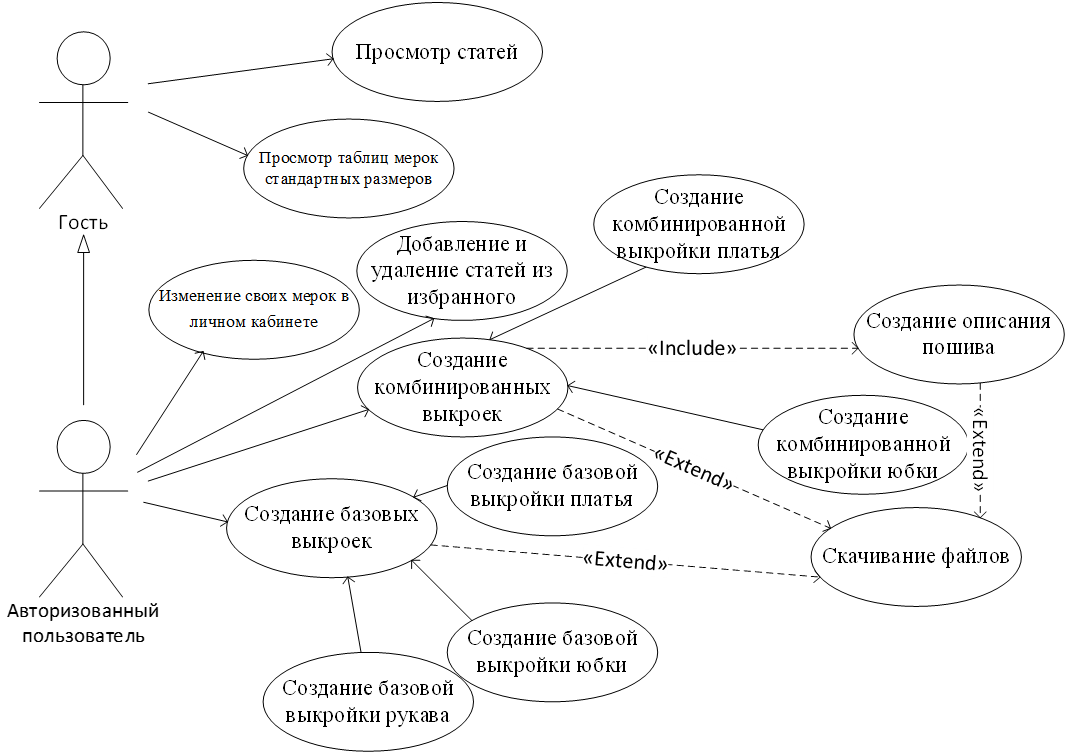 Просмотр статей
Просмотр таблиц мерок
стандартных размеров
Гость
Создание
комбинированной
выкройки платья
Добавление и
удаление статей из
избранного
Изменение своих мерок в
личном кабинете
Создание описания
пошива
«Include»
Создание
комбинированных
выкроек
Создание
комбинированной
выкройки юбки
«Extend»
«Extend»
Создание базовой
выкройки платья
Создание базовых
выкроек
«Extend»
Скачивание файлов
Авторизованный
пользователь
Создание базовой
выкройки юбки
Создание базовой
выкройки рукава